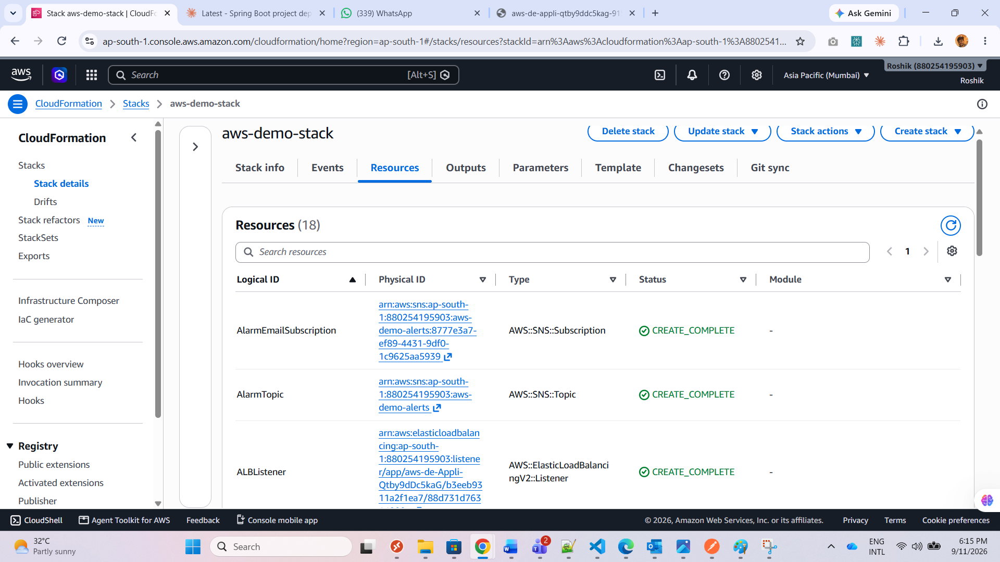 Stack aws-demo-stack | CloudFo
Latest - Spring Boot project dep
(339) WhatsApp
aws-de-appli-qtby9ddc5kag-91
Ask Gemini
ap-south-1.console.aws.amazon.com/cloudformation/home?region=ap-south-1#/stacks/resources?stackId=arn%3Aaws%3Acloudformation%3Aap-south-1%3A8802541...
aws
Search
[Alt+S]
Asia Pacific (Mumbai)
Roshik (880254195903)
Roshik
CloudFormation
Stacks
aws-demo-stack
CloudFormation
Stacks
Stack details
Drifts
Stack refactors New
StackSets
Exports
Infrastructure Composer
IaC generator
Hooks overview
Invocation summary
Hooks
Registry
Public extensions
Activated extensions
Publisher
aws-demo-stack
Delete stack
Update stack
Stack actions
Create stack
Stack info
Events
Resources
Outputs
Parameters
Template
Changesets
Git sync
Resources (18)
Search resources
1
Logical ID
Physical ID
Type
Status
Module
AlarmEmailSubscription
arn:aws:sns:ap-south-
1:880254195903:aws-
demo-alerts:8777e3a7-
ef89-4431-9df0-
1c9625aa5939
AWS::SNS::Subscription
CREATE_COMPLETE
-
AlarmTopic
arn:aws:sns:ap-south-
1:880254195903:aws-
demo-alerts
AWS::SNS::Topic
CREATE_COMPLETE
-
ALBListener
arn:aws:elasticloadbalan
cing:ap-south-
1:880254195903:listene
r/app/aws-de-Appli-
Qtby9dDc5kaG/b3eeb93
11a2f1ea7/88d731d763
AWS::ElasticLoadBalanci
ngV2::Listener
CREATE_COMPLETE
-
CloudShell
Agent Toolkit for AWS
Feedback
Console mobile app
© 2026, Amazon Web Services, Inc. or its affiliates.
Privacy
Terms
Cookie preferences
32°C
Partly sunny
Search
2
ENG
INTL
6:15 PM
9/11/2026